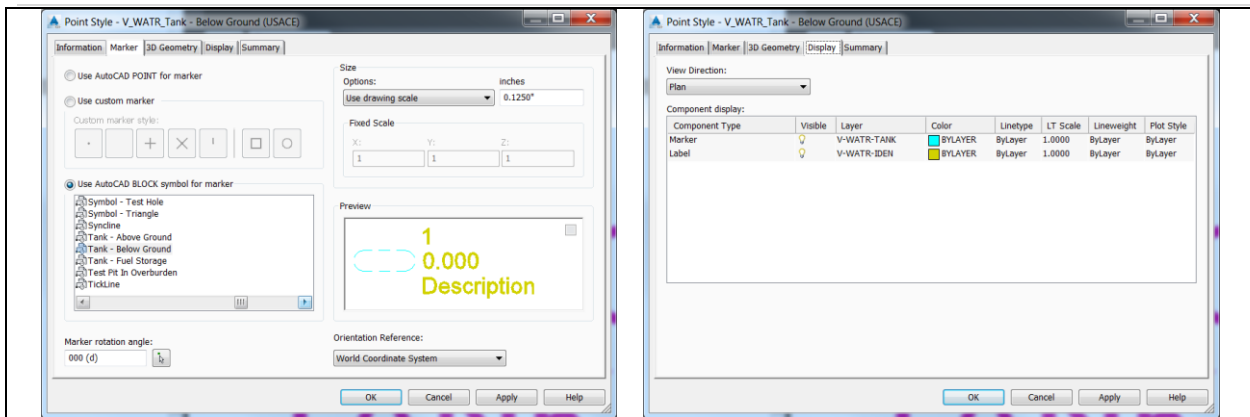 Point Style - V_WATR_Tank - Below Ground (USACE)
Information Marker 3D Geometry Display Summary
Use AutoCAD POINT for marker
Use custom marker
Custom marker style:
Use AutoCAD BLOCK symbol for marker
Symbol - Test Hole
Symbol - Triangle
Syncline
Tank - Above Ground
Tank - Below Ground
Tank - Fuel Storage
Test Pit In Overburden
TickLine
Marker rotation angle:
000 (d)
Size
Options: inches
Use drawing scale 0.1250"
Fixed Scale
X: Y: Z:
1 1 1
Preview
1
0.000
Description
Orientation Reference:
World Coordinate System
OK Cancel Apply Help
Point Style - V_WATR_Tank - Below Ground (USACE)
Information Marker 3D Geometry Display Summary
View Direction:
Plan
Component display:
Component Type Visible Layer Color Linetype LT Scale Lineweight Plot Style
Marker V-WATR-TANK BYLAYER ByLayer 1.0000 ByLayer ByLayer
Label V-WATR-IDEN BYLAYER ByLayer 1.0000 ByLayer ByLayer
OK Cancel Apply Help